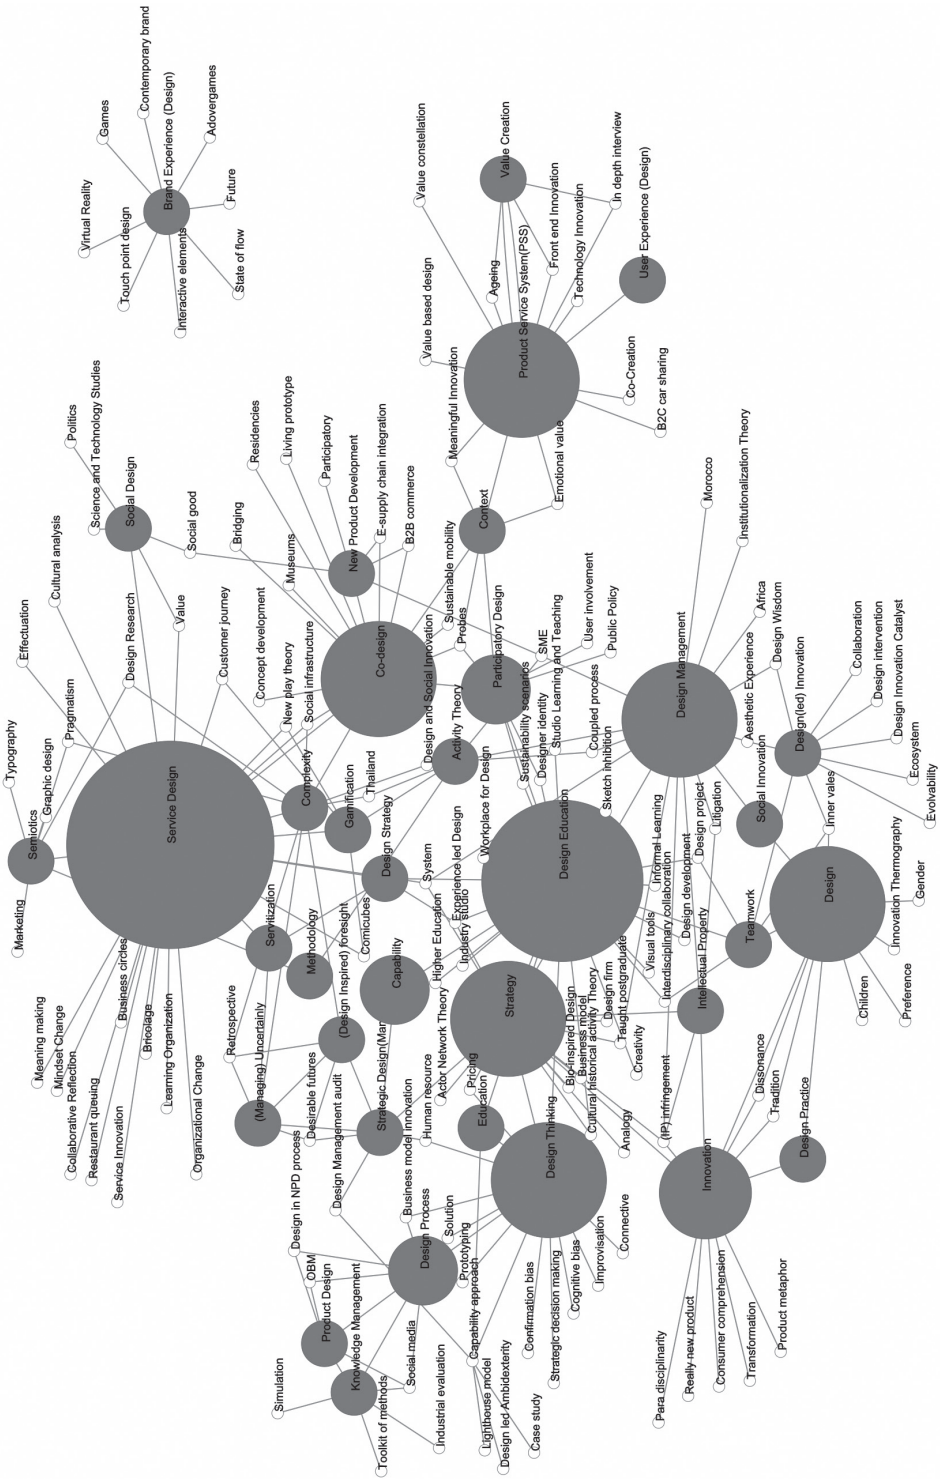 Contemporary brand
Games
Brand Experience (Design)
Adovergames
Virtual Reality
Future
Touch point design
Interactive elements
State of flow
Value constellation
Value Creation
In depth interview
Front end Innovation
Ageing
Technology Innovation
Product Service System(PSS)
User Experience (Design)
Value based design
Meaningful Innovation
Co-Creation
B2C car sharing
Emotional value
Context
Politics
Science and Technology Studies
Social Design
Social good
Residencies
Living prototype
Participatory
New Product Development
E-supply chain integration
B2B commerce
Bridging
Museums
Sustainable mobility
Probes
Cultural analysis
Effectuation
Design Research
Value
Customer journey
Concept development
New play theory
Social infrastructure
Co-design
Design and Social Innovation
Participatory Design
Activity Theory
SME
User involvement
Public Policy
Pragmatism
Typography
Graphic design
Semiotics
Marketing
Service Design
Complexity
Gamification
Thailand
Design Strategy
System
Workplace for Design
Sustainability scenarios
Designer identity
Studio Learning and Teaching
Coupled process
Sketch inhibition
Morocco
Institutionalization Theory
Design Management
Africa
Design Wisdom
Aesthetic Experience
Design(led) Innovation
Collaboration
Design intervention
Design Innovation Catalyst
Ecosystem
Evolvability
Social Innovation
Inner vales
Litigation
Design project
Informal Learning
Design development
Interdisciplinary collaboration
Visual tools
Design Education
Experience led Design
Industry studio
Higher Education
Servitization
Methodology
Comicubes
Capability
(Design Inspired) foresight
Business circles
Bricolage
Learning Organization
Organizational Change
Meaning making
Mindset Change
Collaborative Reflection
Restaurant queuing
Service Innovation
Retrospective
(Managing) Uncertainly
Desirable futures
Design Management audit
Strategic Design(Mar
Human resource
Actor Network Theory
Strategy
Pricing
Education
Bio-inspired Design
Business model
Cultural historical activity Theory
Design firm
Taught postgraduate
Creativity
Analogy
(IP) infringement
Intellectual Property
Teamwork
Design
Innovation Thermography
Gender
Children
Preference
Dissonance
Tradition
Design Practice
Innovation
Para disciplinarity
Really new product
Consumer comprehension
Transformation
Product metaphor
Design Thinking
Connective
Improvisation
Cognitive bias
Strategic decision making
Confirmation bias
Design led Ambidexterity
Case study
Lighthouse model
Capability approach
Prototyping
Solution
Business model innovation
Design Process
Design in NPD process
OBM
Product Design
Knowledge Management
Social media
Industrial evaluation
Toolkit of methods
Simulation